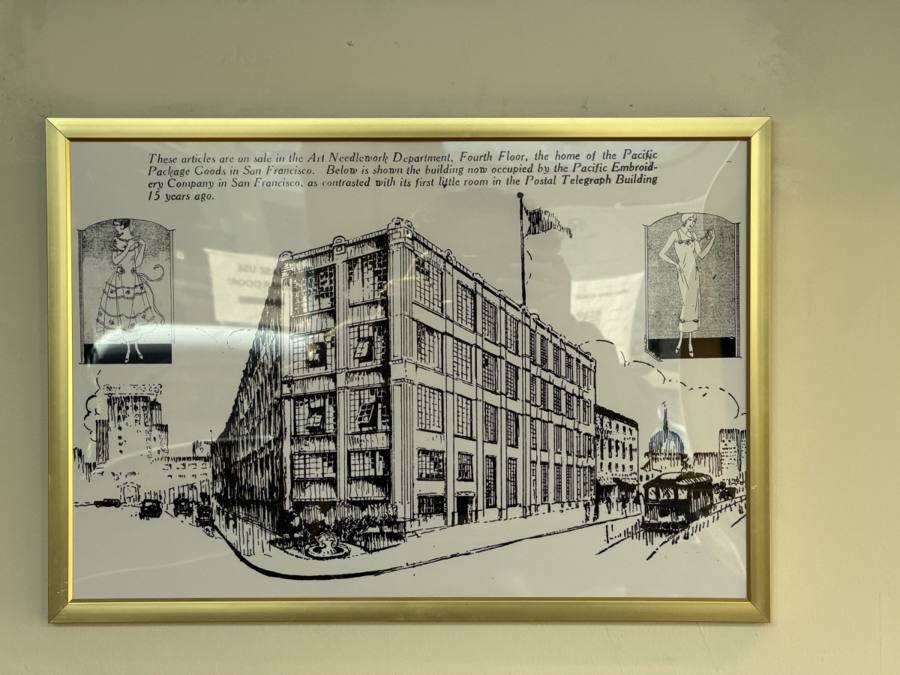 These articles are on sale in the Art Needlework Department, Fourth Floor, the home of the Pacific
Package Goods in San Francisco. Below is shown the building now occupied by the Pacific Embroid-
ery Company in San Francisco, as contrasted with its first little room in the Postal Telegraph Building
15 years ago.